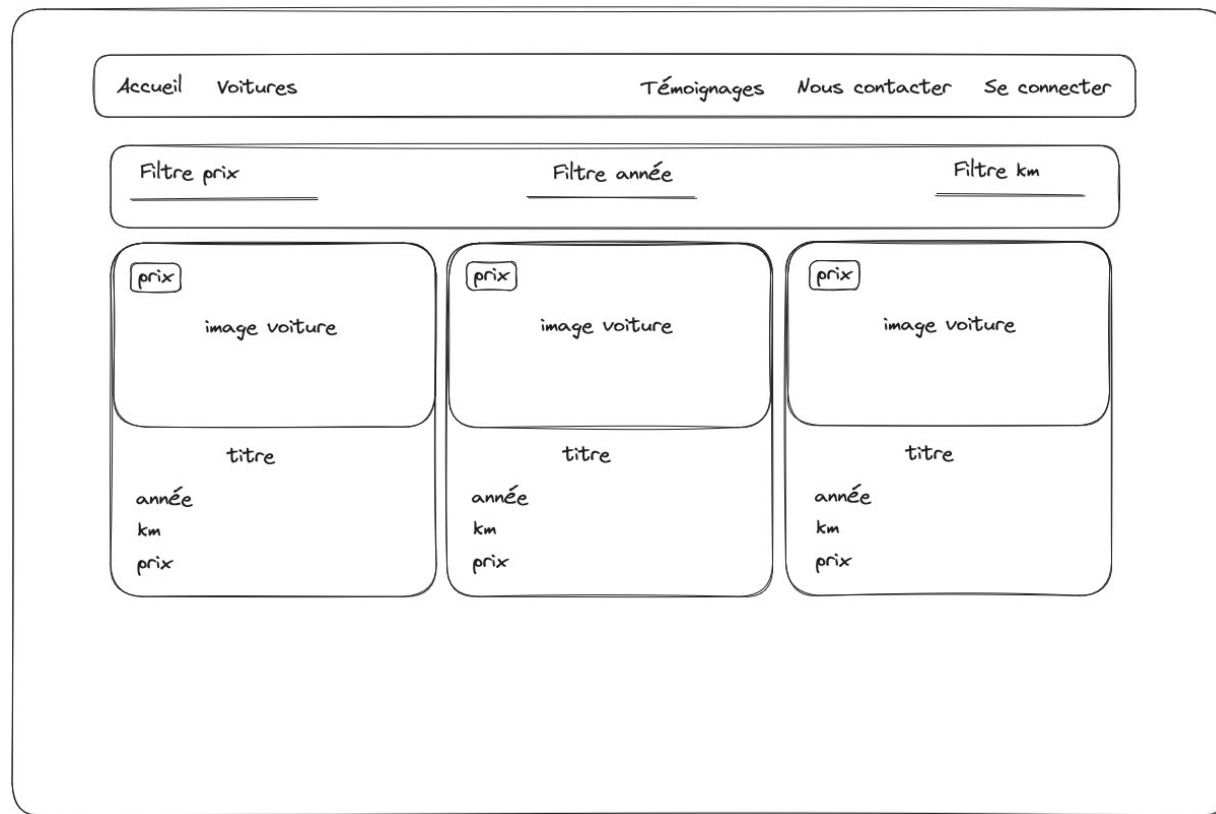 Accueil Voitures Témoignages Nous contacter Se connecter
Filtre prix Filtre année Filtre km
prix prix prix
image voiture image voiture image voiture
titre titre titre
année année année
km km km
prix prix prix